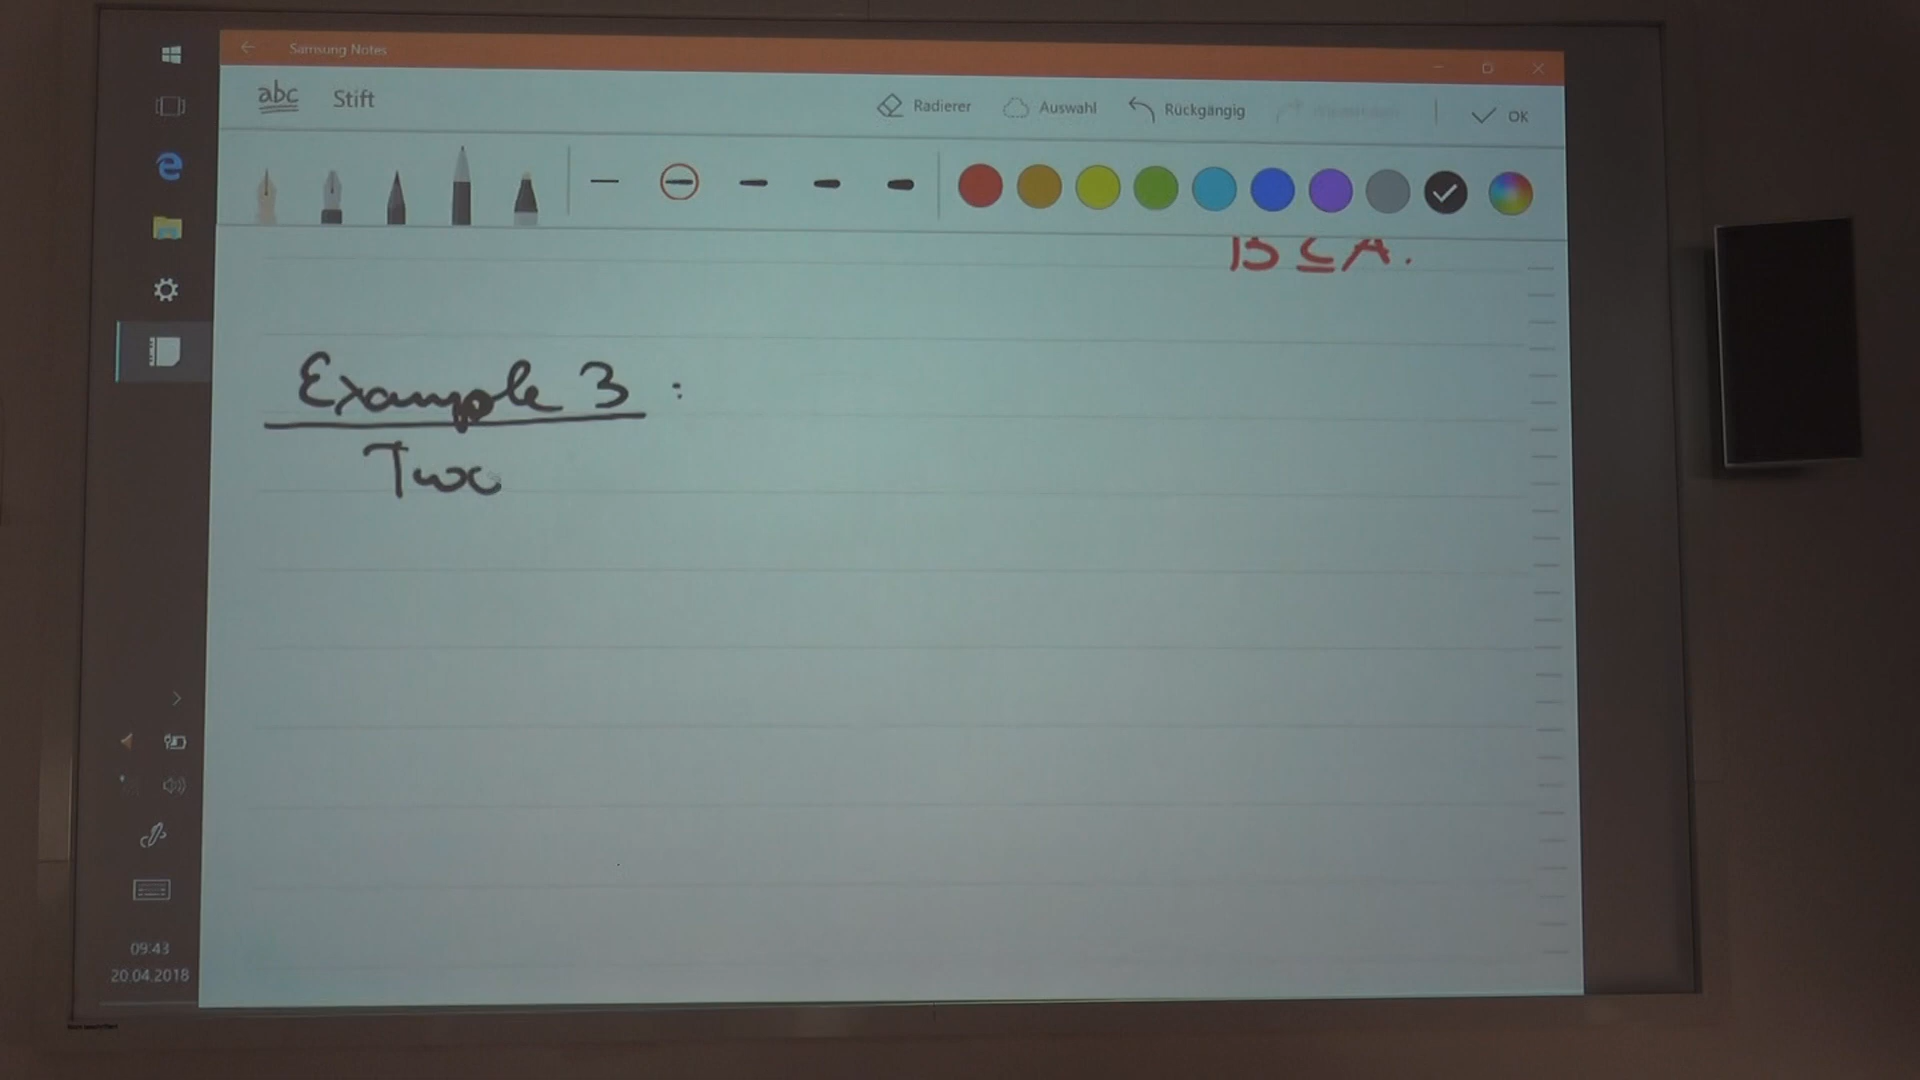 Samsung Notes
abc Stift
Radierer Auswahl Rückgängig OK
B ⊆ A.
Example 3 :
Two
09:43
20.04.2018